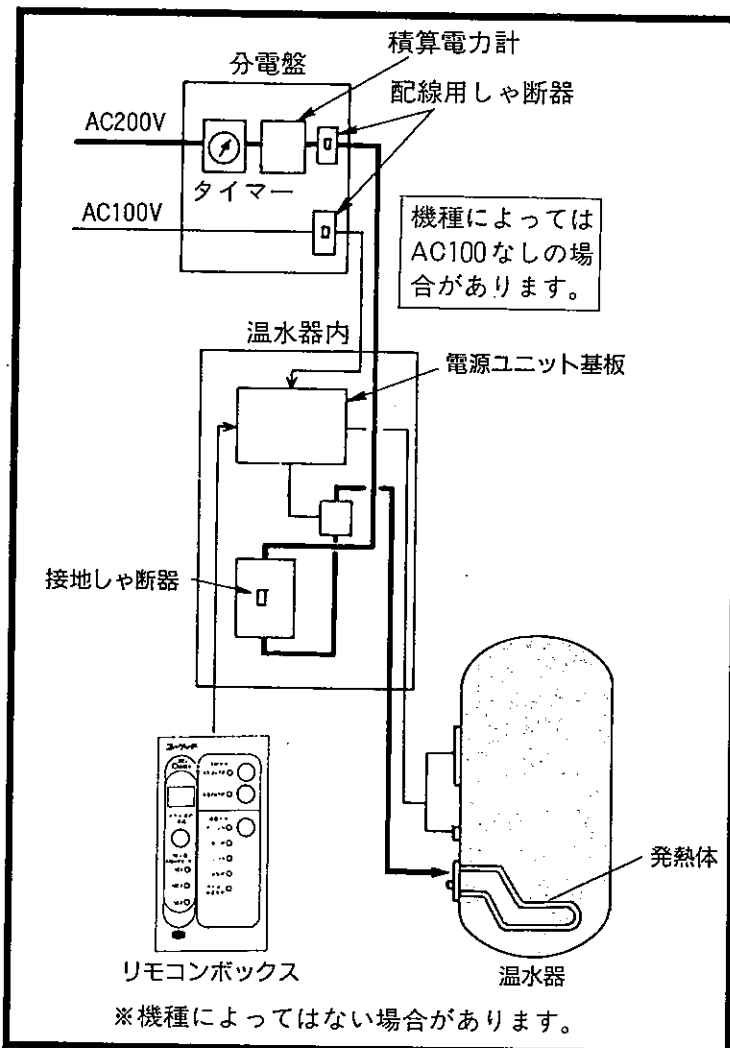 積算電力計
分電盤
配線用しゃ断器
AC200V
タイマー
AC100V
機種によっては
AC100なしの場
合があります。
温水器内
電源ユニット基板
接地しゃ断器
発熱体
リモコンボックス
温水器
※機種によってはない場合があります。